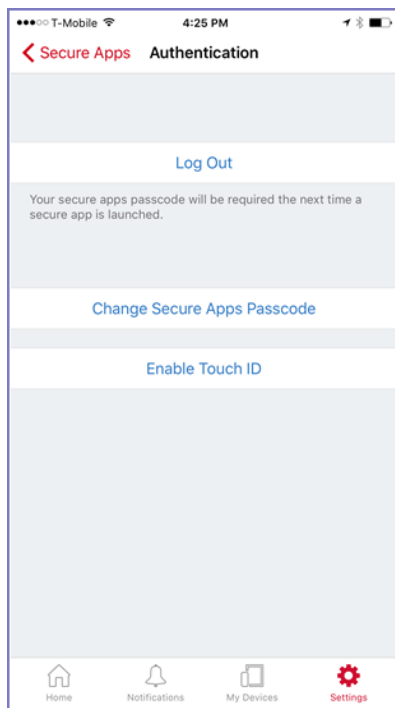 T-Mobile 4:25 PM
Secure Apps Authentication
Log Out
Your secure apps passcode will be required the next time a
secure app is launched.
Change Secure Apps Passcode
Enable Touch ID
Home Notifications My Devices Settings